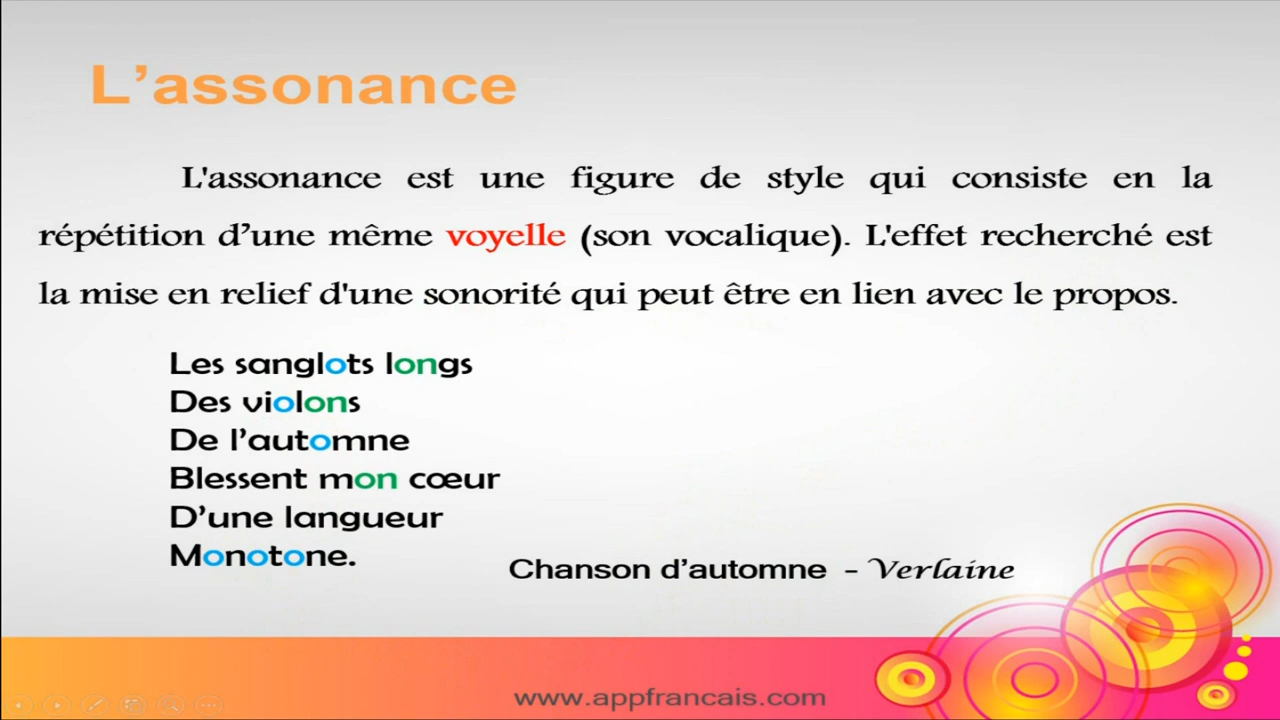 L’assonance
L'assonance est une figure de style qui consiste en la
répétition d’une même voyelle (son vocalique). L'effet recherché est
la mise en relief d'une sonorité qui peut être en lien avec le propos.
Les sanglots longs
Des violons
De l’automne
Blessent mon cœur
D’une langueur
Monotone.
Chanson d’automne – Verlaine
www.appfrancais.com